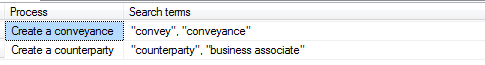 Process Search terms
Create a conveyance "convey", "conveyance"
Create a counterparty "counterparty", "business associate"